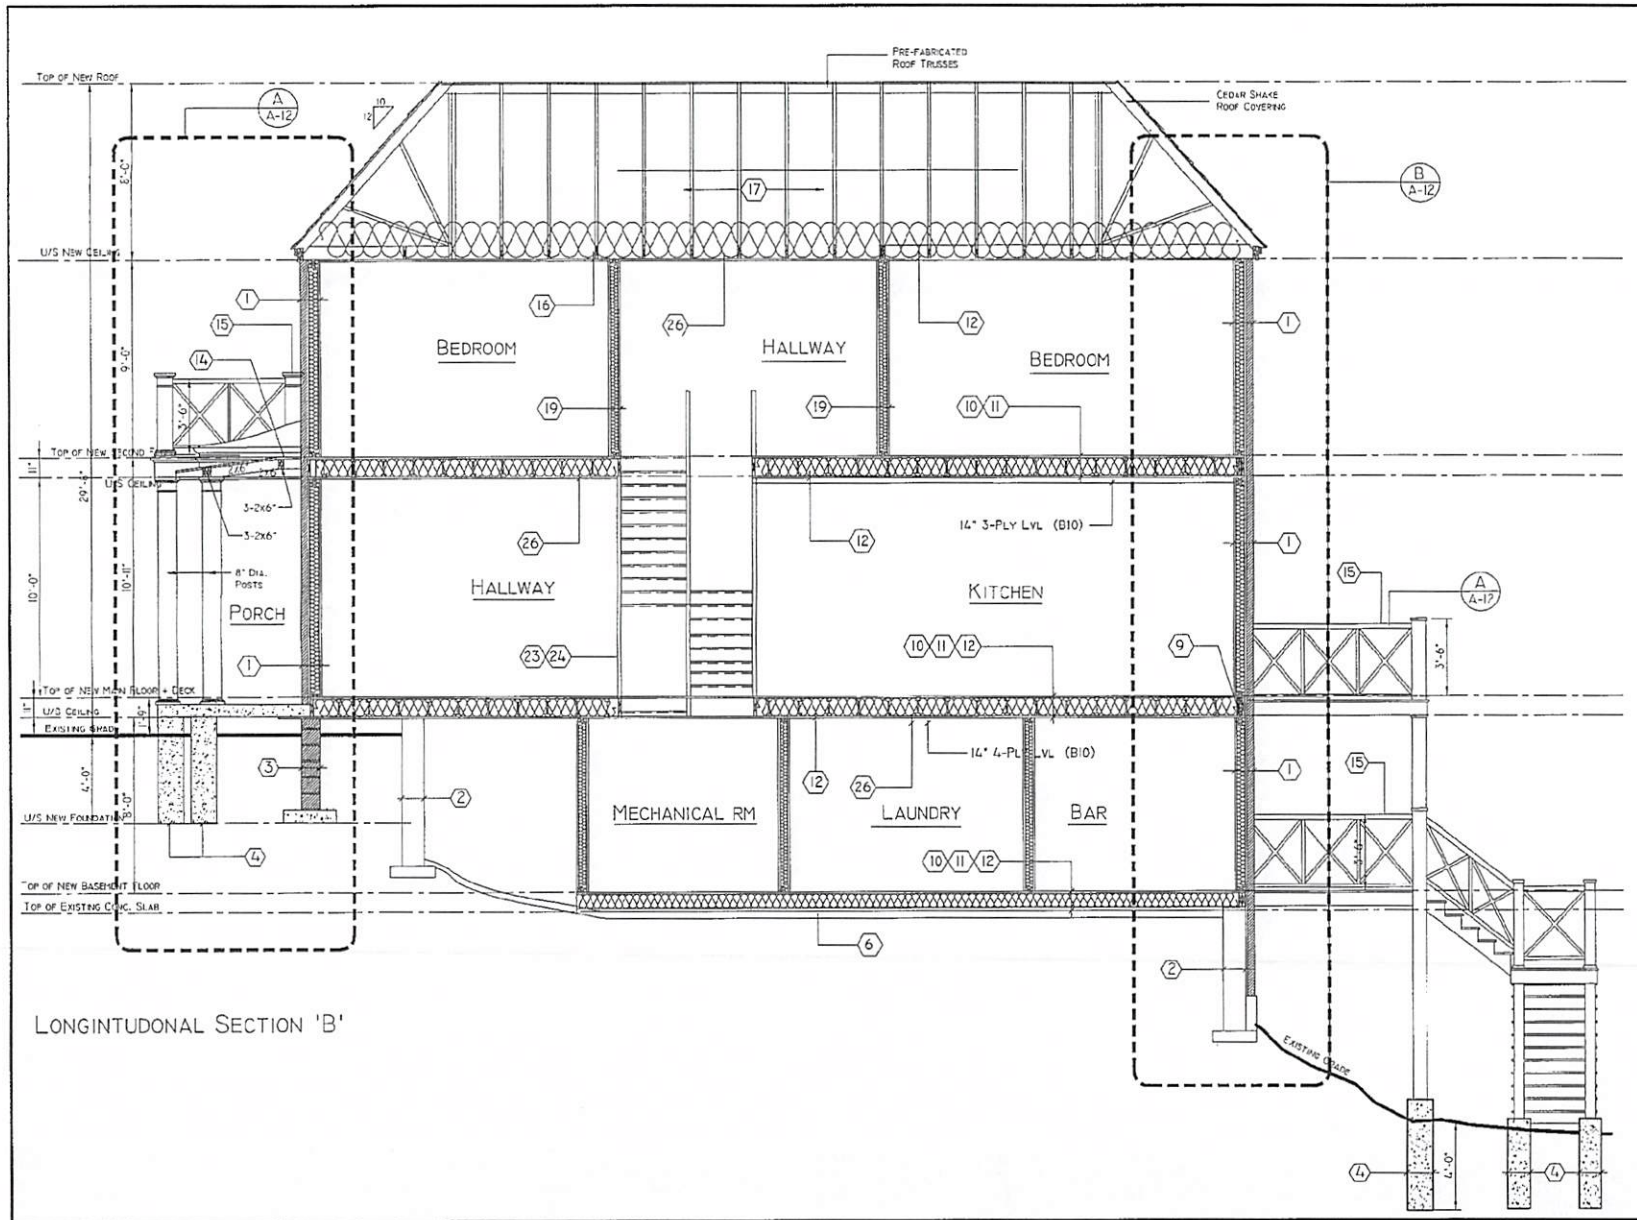 PRE-FABRICATED
ROOF TRUSSES
TOP OF NEW ROOF
CEDAR SHAKE
ROOF COVERING
A
A-12
10
12
B
A-12
8'-0"
17
U/S NEW CEILING
1
16
15
26
12
1
14
BEDROOM
HALLWAY
BEDROOM
9'-0"
3'-6"
19
19
10 11
TOP OF NEW SECOND
2X6
11"
U/S CEILING
3-2X6"
3-2X6"
26
12
14" 3-PLY LVL (B10)
1
8" DIA.
POSTS
15
A
A-12
10'-0"
10'-11"
HALLWAY
KITCHEN
PORCH
1
23 24
10 11 12
9
3'-6"
TOP OF NEW MAIN FLOOR + DECK
11"
U/S CEILING
EXISTING GRADE
14" 4-PLY LVL (B10)
3
2
12
26
1
15
4'-0"
8'-0"
MECHANICAL RM
LAUNDRY
BAR
U/S NEW FOUNDATION
4
10 11 12
3'-6"
TOP OF NEW BASEMENT FLOOR
TOP OF EXISTING CONC. SLAB
6
2
LONGINTUDONAL SECTION 'B'
EXISTING GRADE
4
4'-0"
4